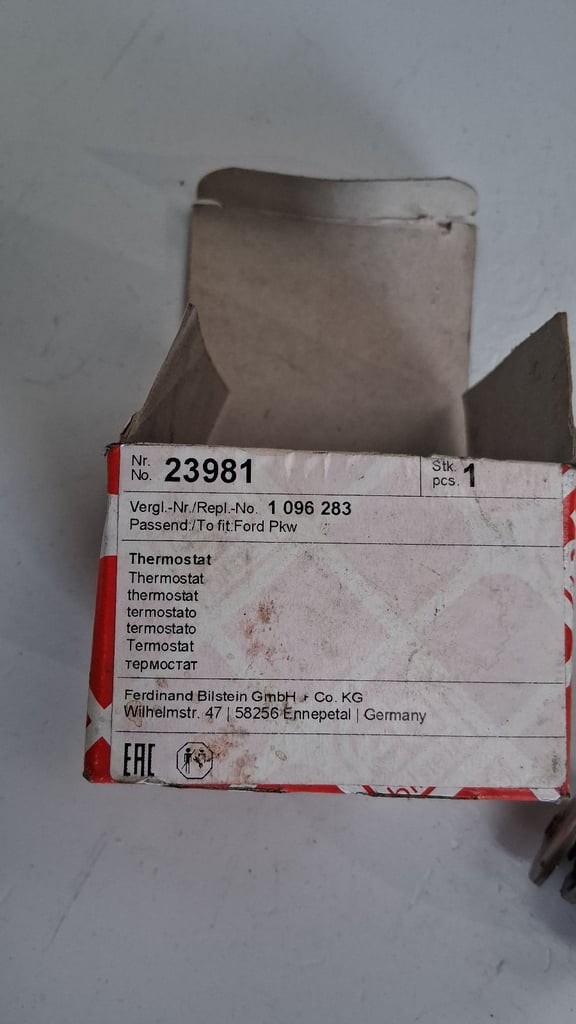 Nr. No. 23981 Stk. pcs. 1
Vergl.-Nr./Repl.-No. 1 096 283
Passend:/To fit:Ford Pkw
Thermostat
Thermostat
thermostat
termostato
termostato
Termostat
термостат
Ferdinand Bilstein GmbH + Co. KG
Wilhelmstr. 47 | 58256 Ennepetal | Germany
EAC